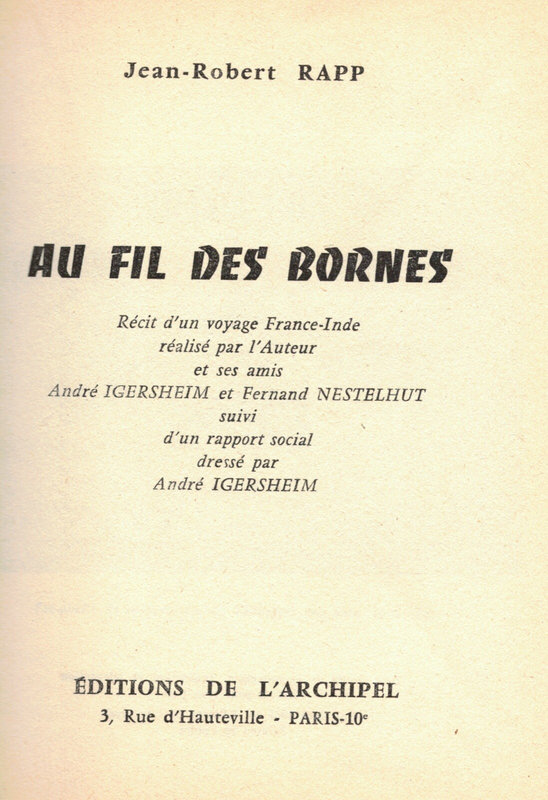 Jean-Robert RAPP
AU FIL DES BORNES
Récit d'un voyage France-Inde
réalisé par l'Auteur
et ses amis
André IGERSHEIM et Fernand NESTELHUT
suivi
d'un rapport social
dressé par
André IGERSHEIM
ÉDITIONS DE L'ARCHIPEL
3, Rue d'Hauteville - PARIS-10e